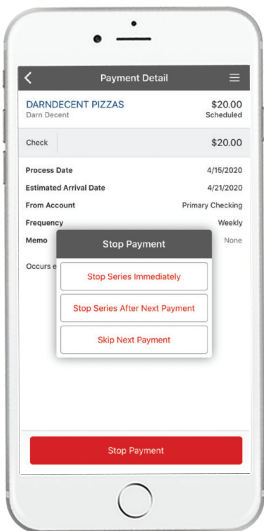 Payment Detail
DARNDECENT PIZZAS $20.00
Darn Decent Scheduled
Check $20.00
Process Date 4/15/2020
Estimated Arrival Date 4/21/2020
From Account Primary Checking
Frequency Weekly
Memo None
Occurs e
Stop Payment
Stop Series Immediately
Stop Series After Next Payment
Skip Next Payment
Stop Payment